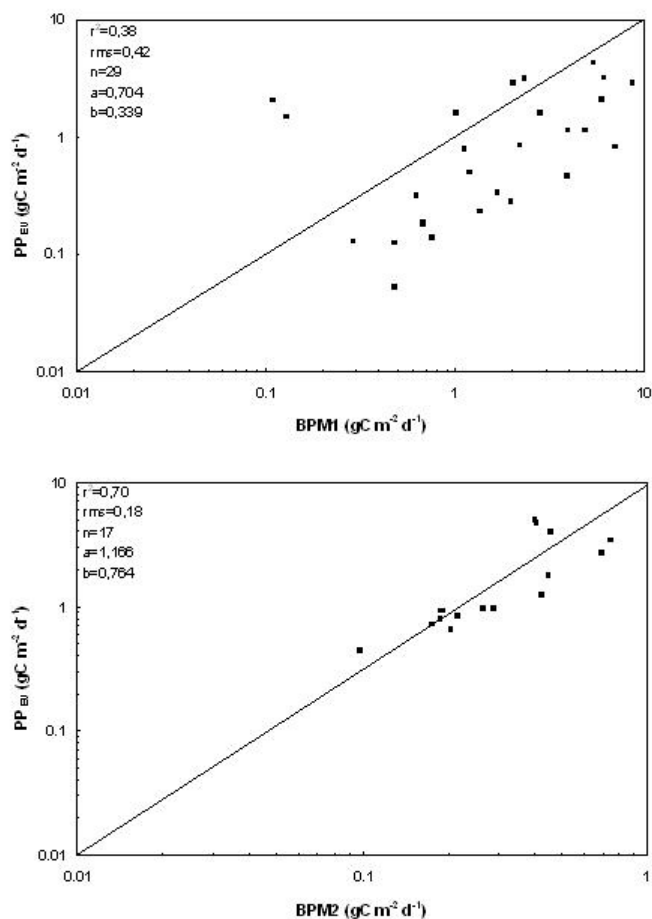 r²=0,38
rms=0,42
n=29
a=0,704
b=0,339
10
1
0.1
0.01
PP EU (gC m-2 d-1)
0.01 0.1 1 10
BPM1 (gC m-2 d-1)
r²=0,70
rms=0,18
n=17
a=1,166
b=0,764
10
1
0.1
0.01
PP EU (gC m-2 d-1)
0.01 0.1 1
BPM2 (gC m-2 d-1)